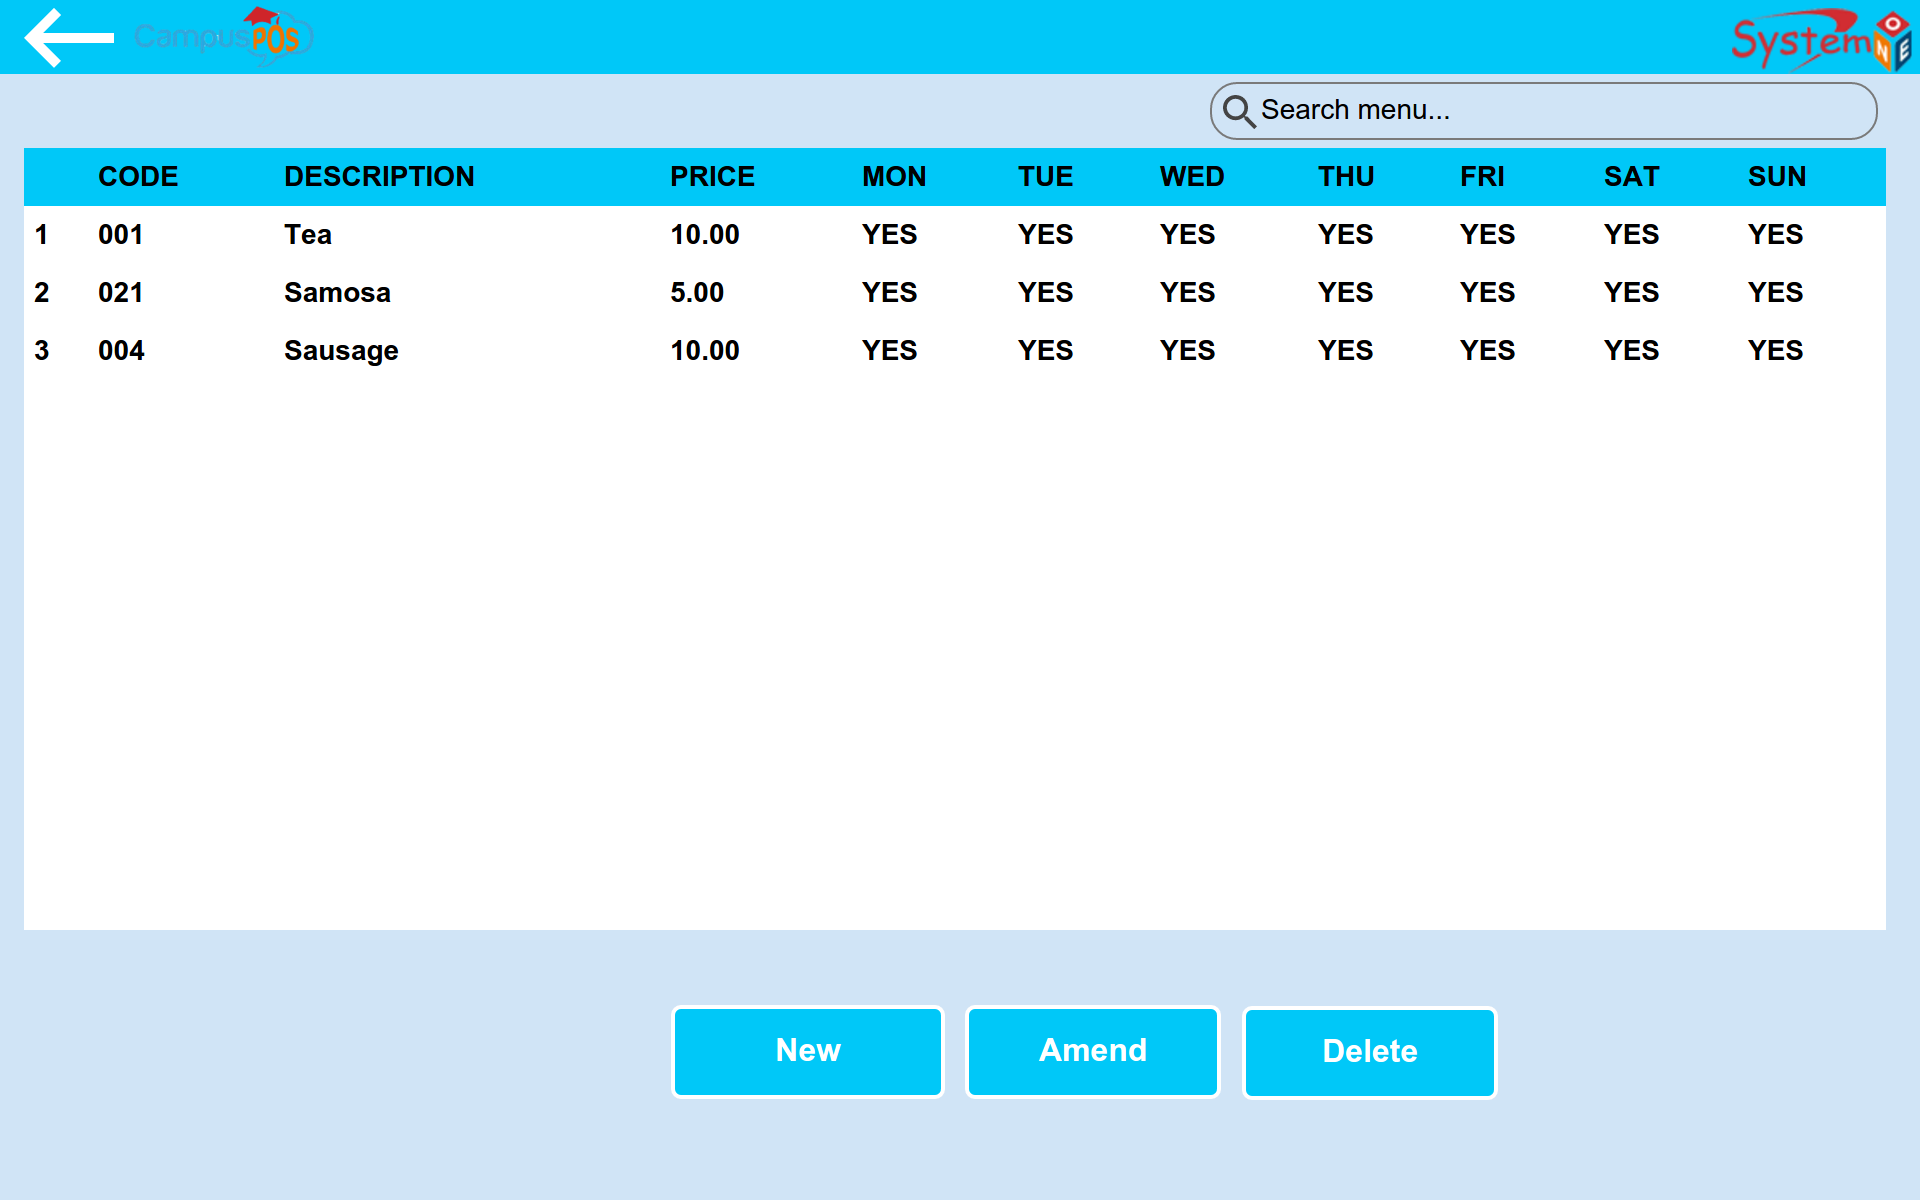 CampusPOS
System ONE
Search menu...
CODE DESCRIPTION PRICE MON TUE WED THU FRI SAT SUN
1 001 Tea 10.00 YES YES YES YES YES YES YES
2 021 Samosa 5.00 YES YES YES YES YES YES YES
3 004 Sausage 10.00 YES YES YES YES YES YES YES
New Amend Delete